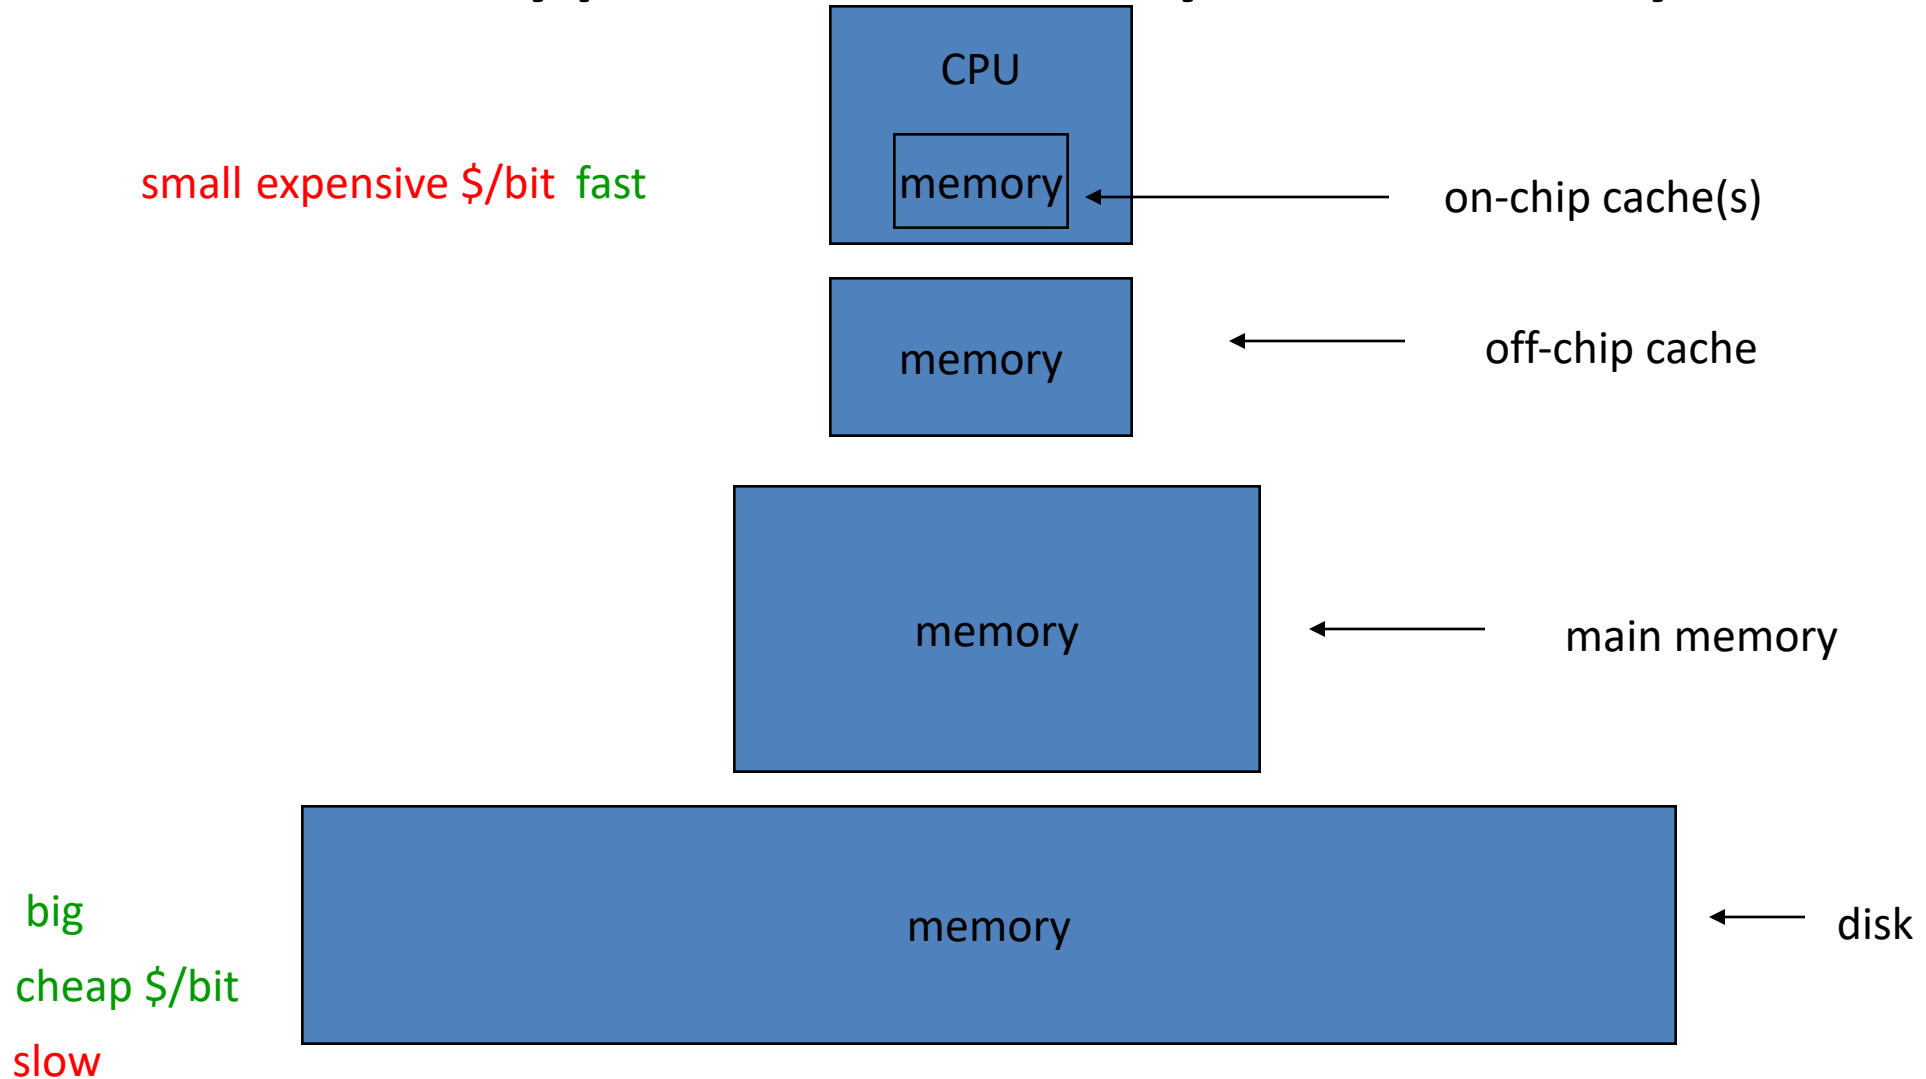 CPU
small expensive $/bit fast
memory
on-chip cache(s)
memory
off-chip cache
memory
main memory
big
memory
disk
cheap $/bit
slow